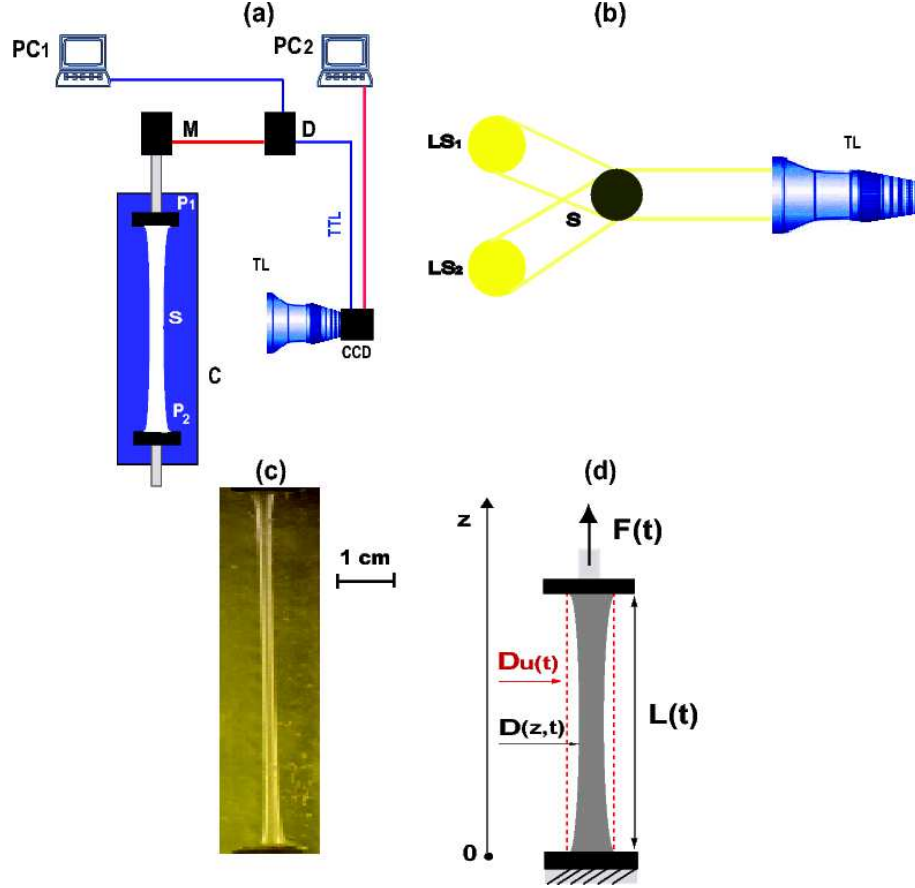 (a)
PC1
PC2
M
D
P1
TTL
TL
S
CCD
C
P2
(b)
LS1
TL
S
LS2
(c)
1 cm
(d)
z
F(t)
Du(t)
L(t)
D(z,t)
0